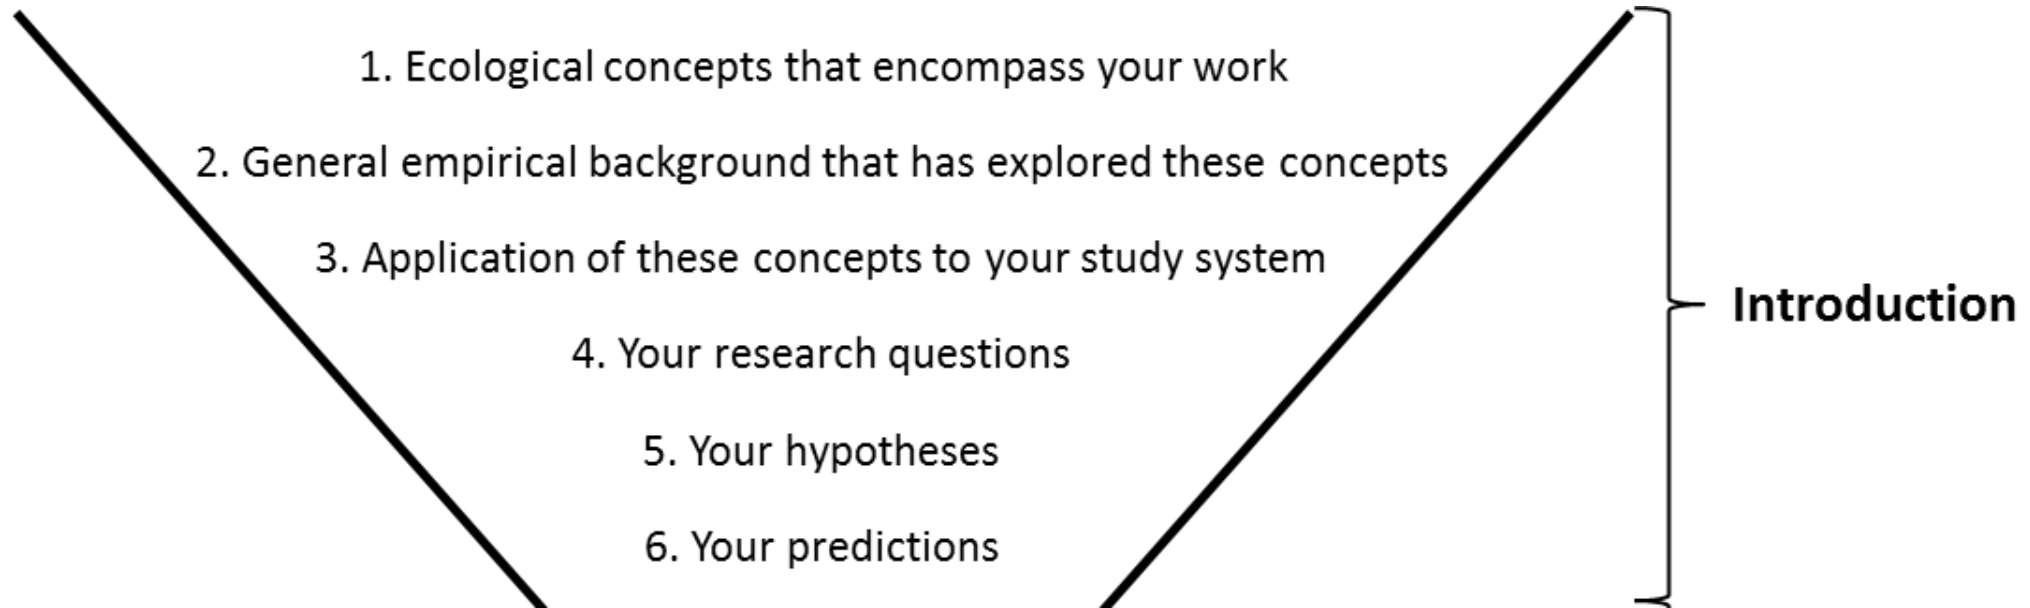 1. Ecological concepts that encompass your work
2. General empirical background that has explored these concepts
3. Application of these concepts to your study system
Introduction
4. Your research questions
5. Your hypotheses
6. Your predictions